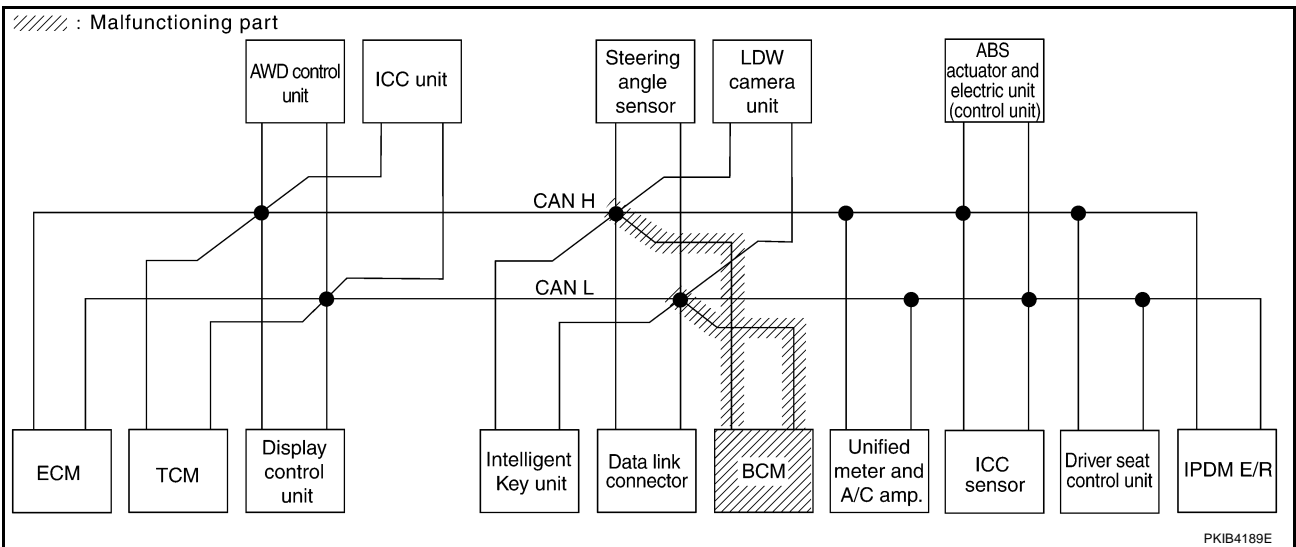 : Malfunctioning part
AWD control
unit
ICC unit
Steering
angle
sensor
LDW
camera
unit
ABS
actuator and
electric unit
(control unit)
CAN H
CAN L
ECM
TCM
Display
control
unit
Intelligent
Key unit
Data link
connector
BCM
Unified
meter and
A/C amp.
ICC
sensor
Driver seat
control unit
IPDM E/R
PKIB4189E